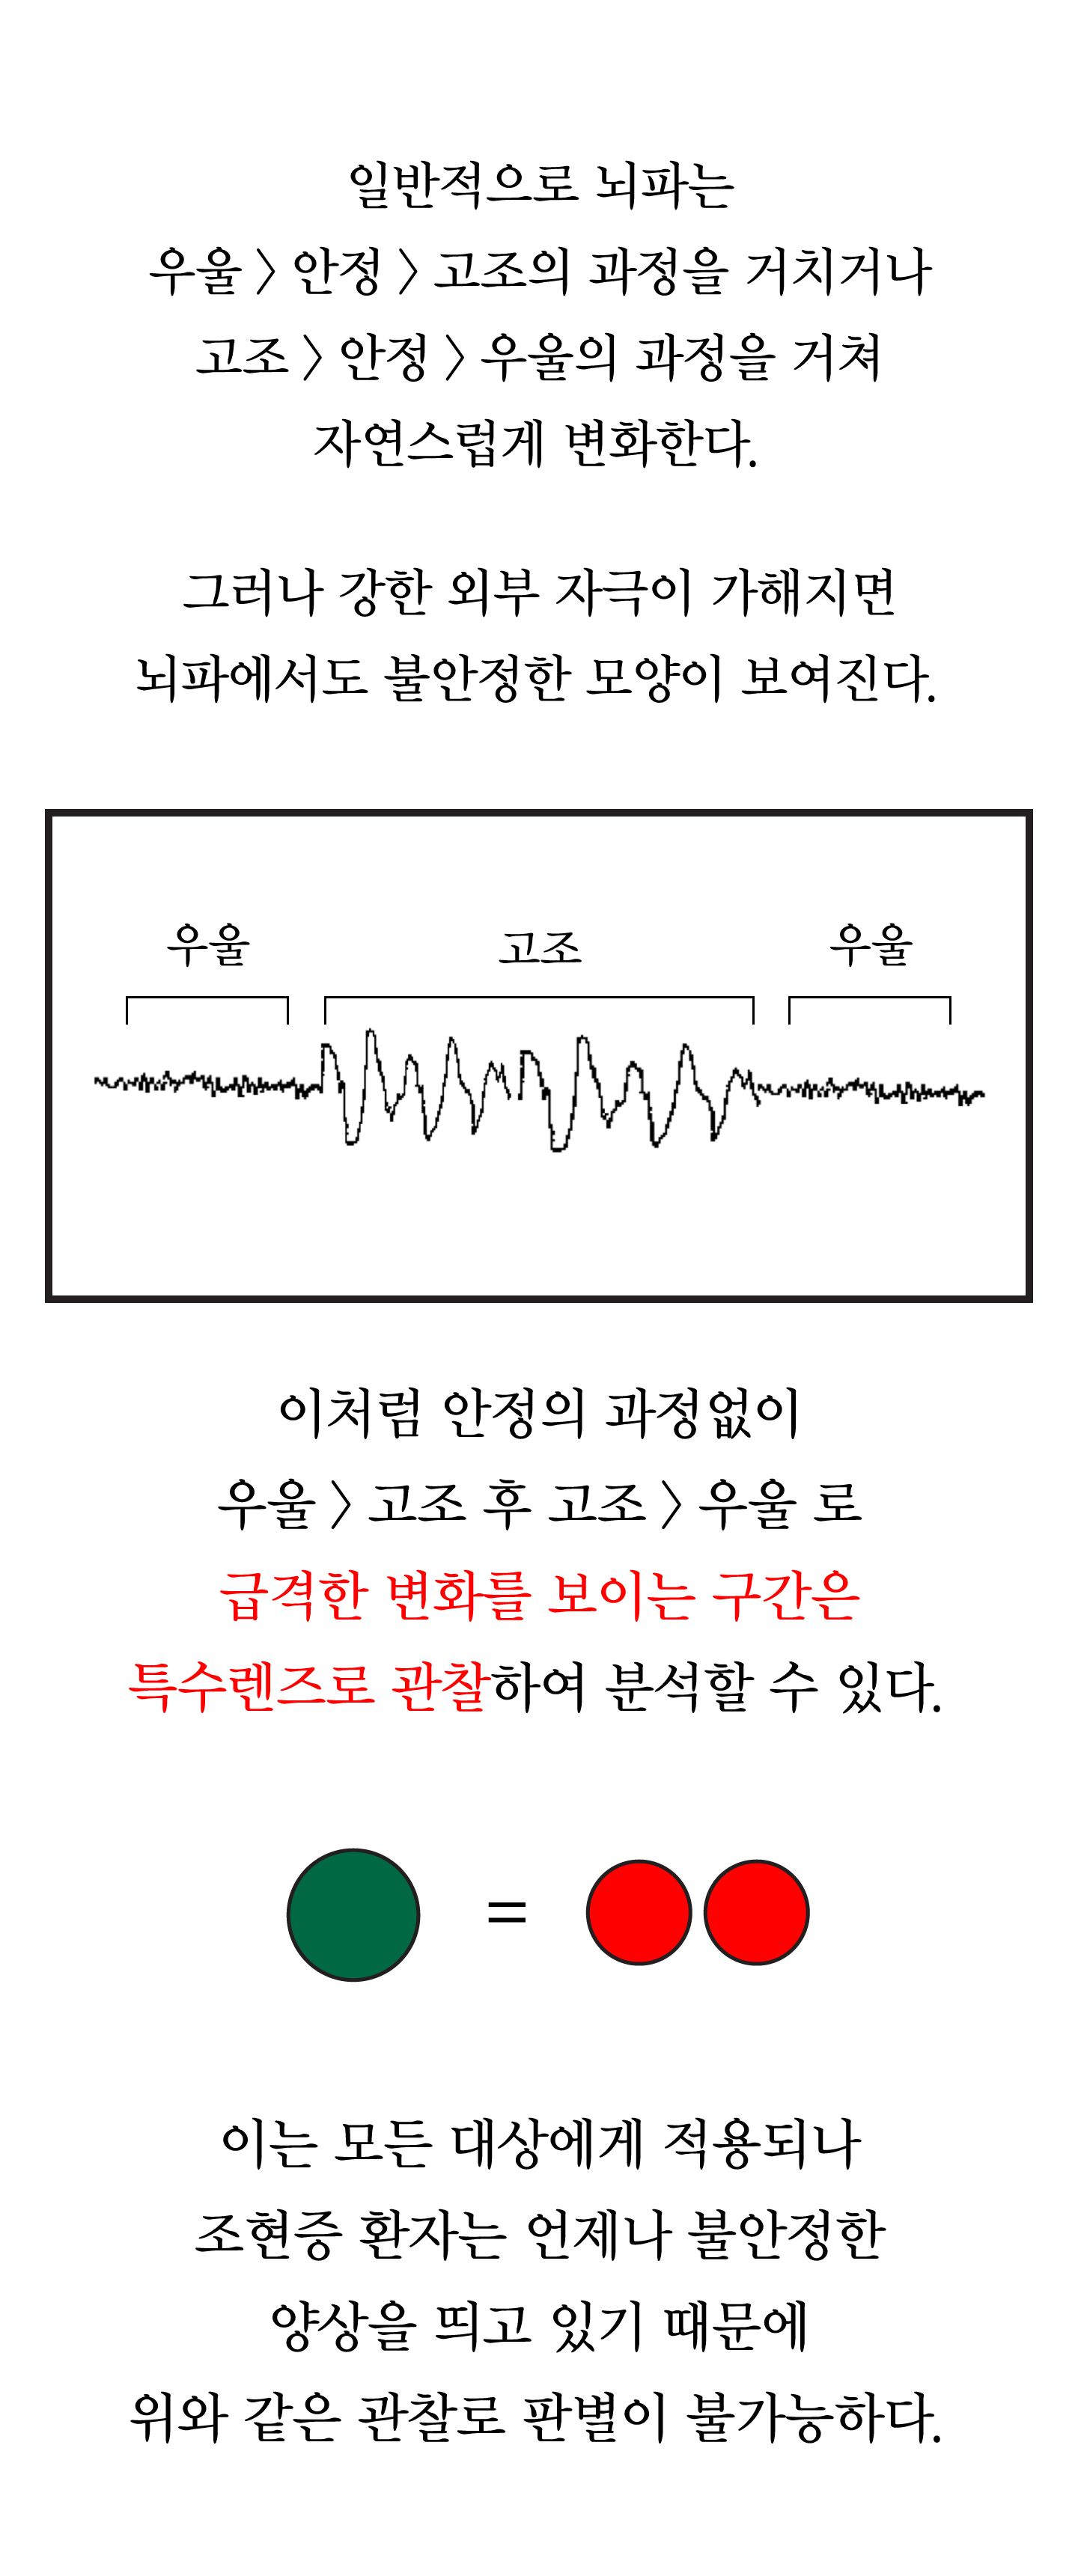 일반적으로 뇌파는
우울 > 안정 > 고조의 과정을 거치거나
고조 > 안정 > 우울의 과정을 거쳐
자연스럽게 변화한다.
그러나 강한 외부 자극이 가해지면
뇌파에서도 불안정한 모양이 보여진다.
우울 고조 우울
이처럼 안정의 과정없이
우울 > 고조 후 고조 > 우울 로
급격한 변화를 보이는 구간은
특수렌즈로 관찰하여 분석할 수 있다.
=
이는 모든 대상에게 적용되나
조현증 환자는 언제나 불안정한
양상을 띄고 있기 때문에
위와 같은 관찰로 판별이 불가능하다.